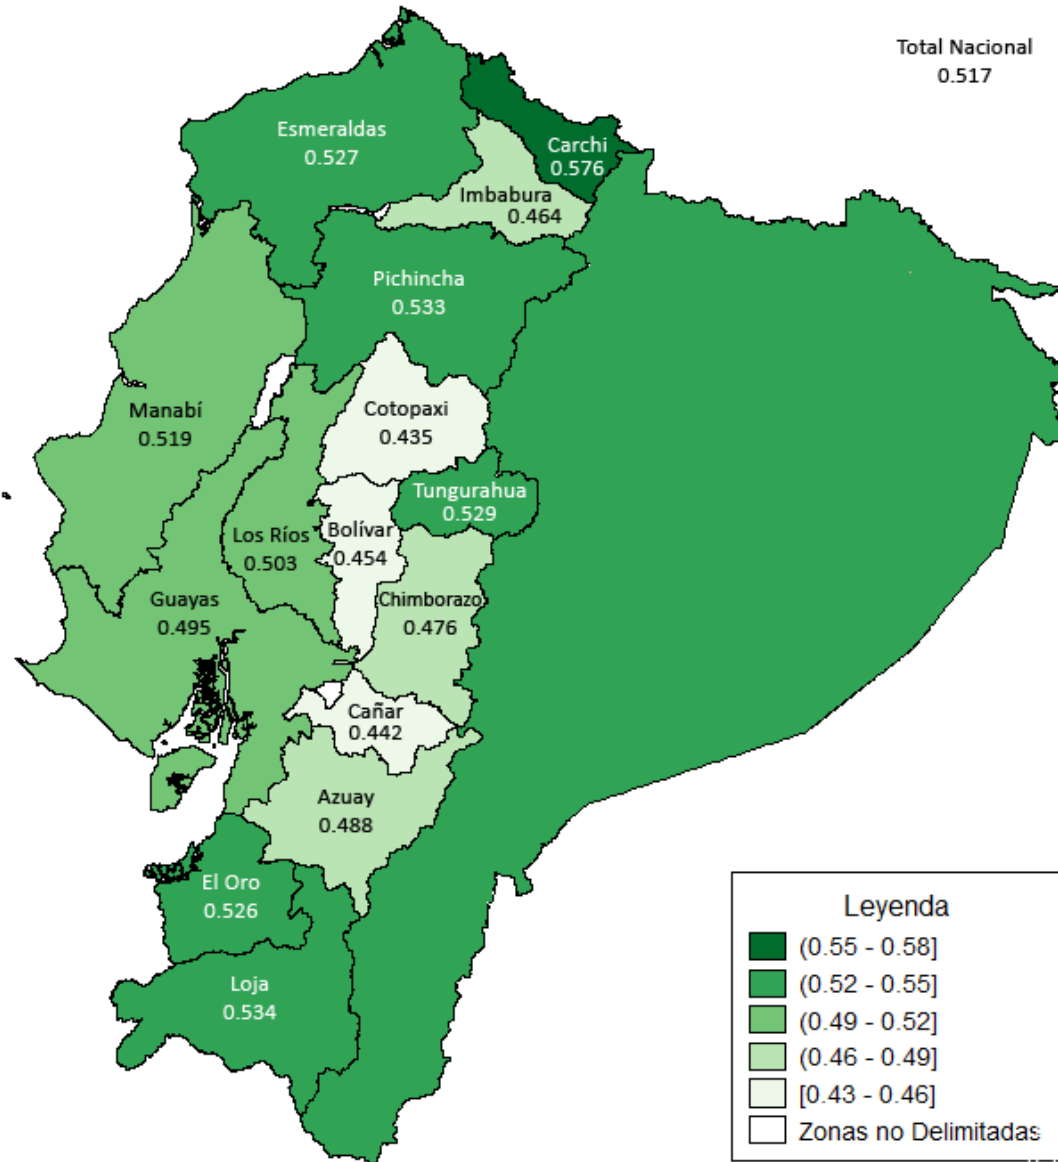 Total Nacional
0.517
Esmeraldas
0.527
Carchi
0.576
Imbabura
0.464
Pichincha
0.533
Manabí
0.519
Cotopaxi
0.435
Tungurahua
0.529
Los Ríos
0.503
Bolívar
0.454
Guayas
0.495
Chimborazo
0.476
Cañar
0.442
Azuay
0.488
El Oro
0.526
Loja
0.534
Leyenda
(0.55 - 0.58]
(0.52 - 0.55]
(0.49 - 0.52]
(0.46 - 0.49]
[0.43 - 0.46]
Zonas no Delimitadas